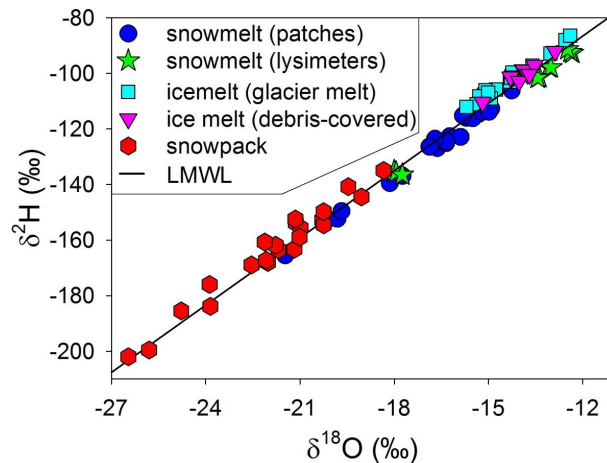 snowmelt (patches)
snowmelt (lysimeters)
icemelt (glacier melt)
ice melt (debris-covered)
snowpack
LMWL
-80
-100
-120
-140
-160
-180
-200
δ²H (‰)
-27 -24 -21 -18 -15 -12
δ¹⁸O (‰)